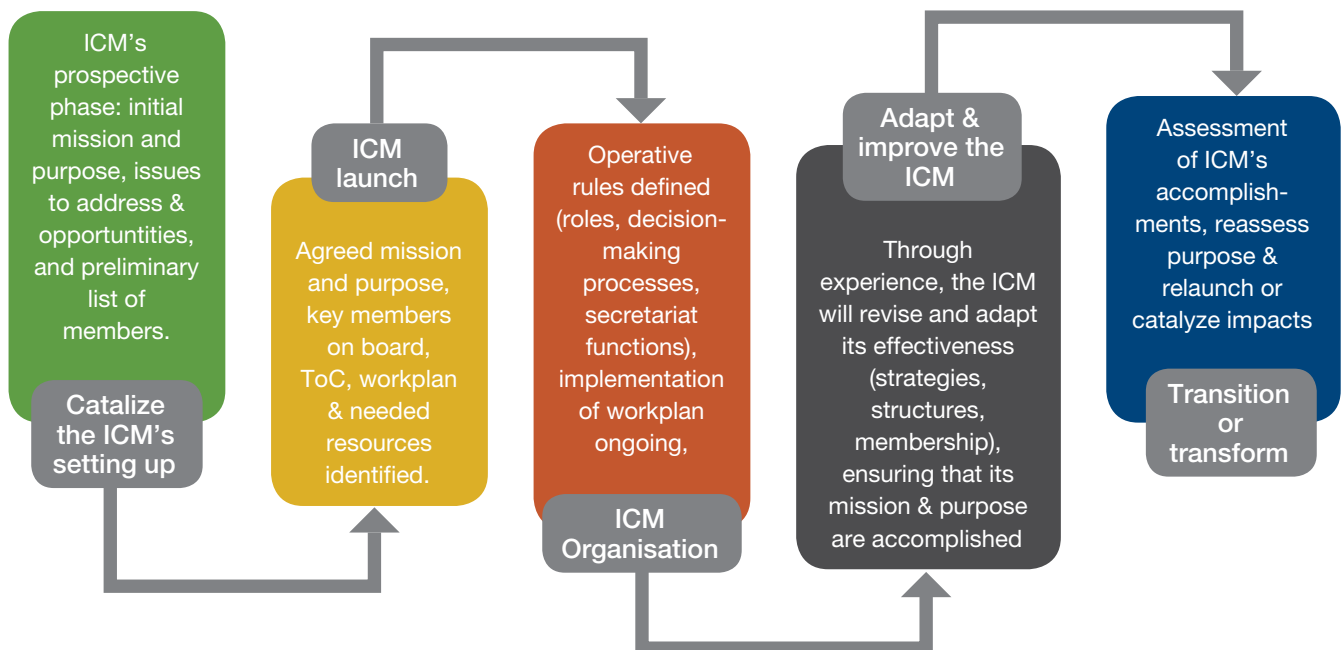 ICM's
prospective
phase: initial
mission and
purpose, issues
to address &
opportuntities,
and preliminary
list of
members.
Catalize
the ICM's
setting up
ICM
launch
Agreed mission
and purpose,
key members
on board,
ToC, workplan
& needed
resources
identified.
Operative
rules defined
(roles, decision-
making
processes,
secretariat
functions),
implementation
of workplan
ongoing,
ICM
Organisation
Adapt &
improve the
ICM
Through
experience, the ICM
will revise and adapt
its effectiveness
(strategies,
structures,
membership),
ensuring that its
mission & purpose
are accomplished
Assessment
of ICM's
accomplish-
ments, reassess
purpose &
relaunch or
catalyze impacts
Transition
or
transform